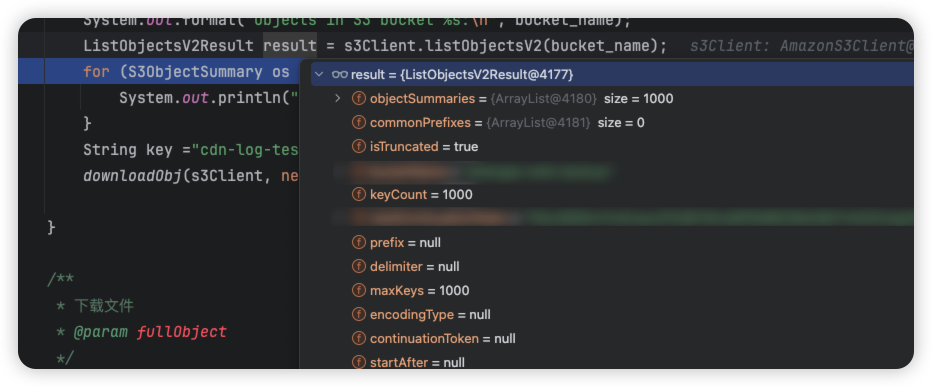 System.out.format("Objects in S3 bucket %s:\n", bucket_name);
ListObjectsV2Result result = s3Client.listObjectsV2(bucket_name); s3Client: AmazonS3Client@
for (S3ObjectSummary os
result = {ListObjectsV2Result@4177}
System.out.println("
objectSummaries = {ArrayList@4180} size = 1000
}
commonPrefixes = {ArrayList@4181} size = 0
String key ="cdn-log-tes
isTruncated = true
downloadObj(s3Client, ne
keyCount = 1000
}
prefix = null
delimiter = null
/**
maxKeys = 1000
* 下载文件
encodingType = null
* @param fullObject
continuationToken = null
*/
startAfter = null